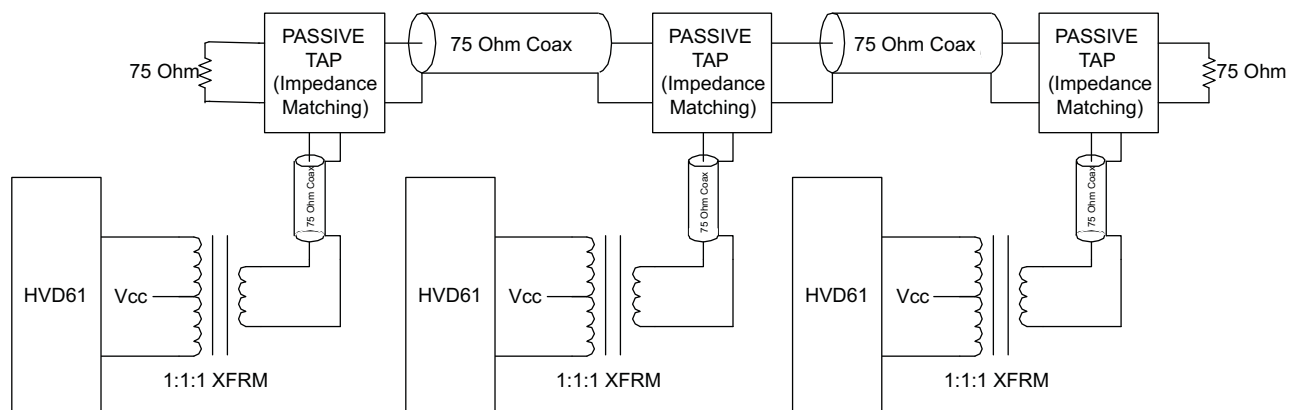 PASSIVE
TAP
(Impedance
Matching)
75 Ohm Coax
PASSIVE
TAP
(Impedance
Matching)
75 Ohm Coax
PASSIVE
TAP
(Impedance
Matching)
75 Ohm
75 Ohm
75 Ohm Coax
75 Ohm Coax
75 Ohm Coax
HVD61
Vcc
HVD61
Vcc
HVD61
Vcc
1:1:1 XFRM
1:1:1 XFRM
1:1:1 XFRM